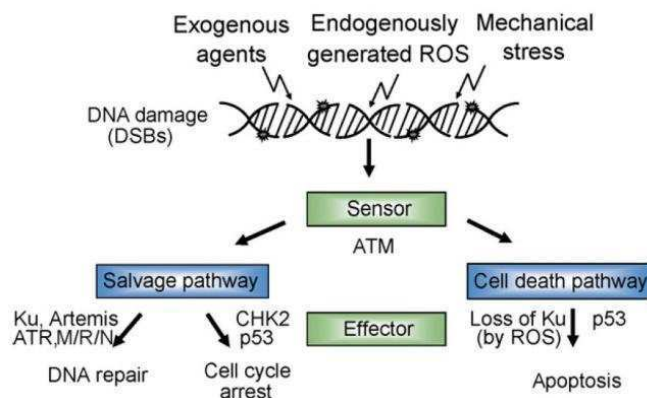 Exogenous agents
Endogenously generated ROS
Mechanical stress
DNA damage
(DSBs)
Sensor
ATM
Salvage pathway
Cell death pathway
Ku, Artemis
ATR,M/R/N
CHK2
p53
Effector
Loss of Ku
(by ROS)
p53
DNA repair
Cell cycle
arrest
Apoptosis